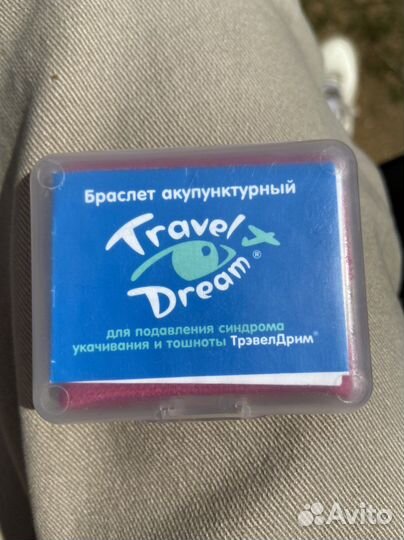 Браслет акупунктурный
Travel
Dream®
для подавления синдрома
укачивания и тошноты ТрэвелДрим®
Avito